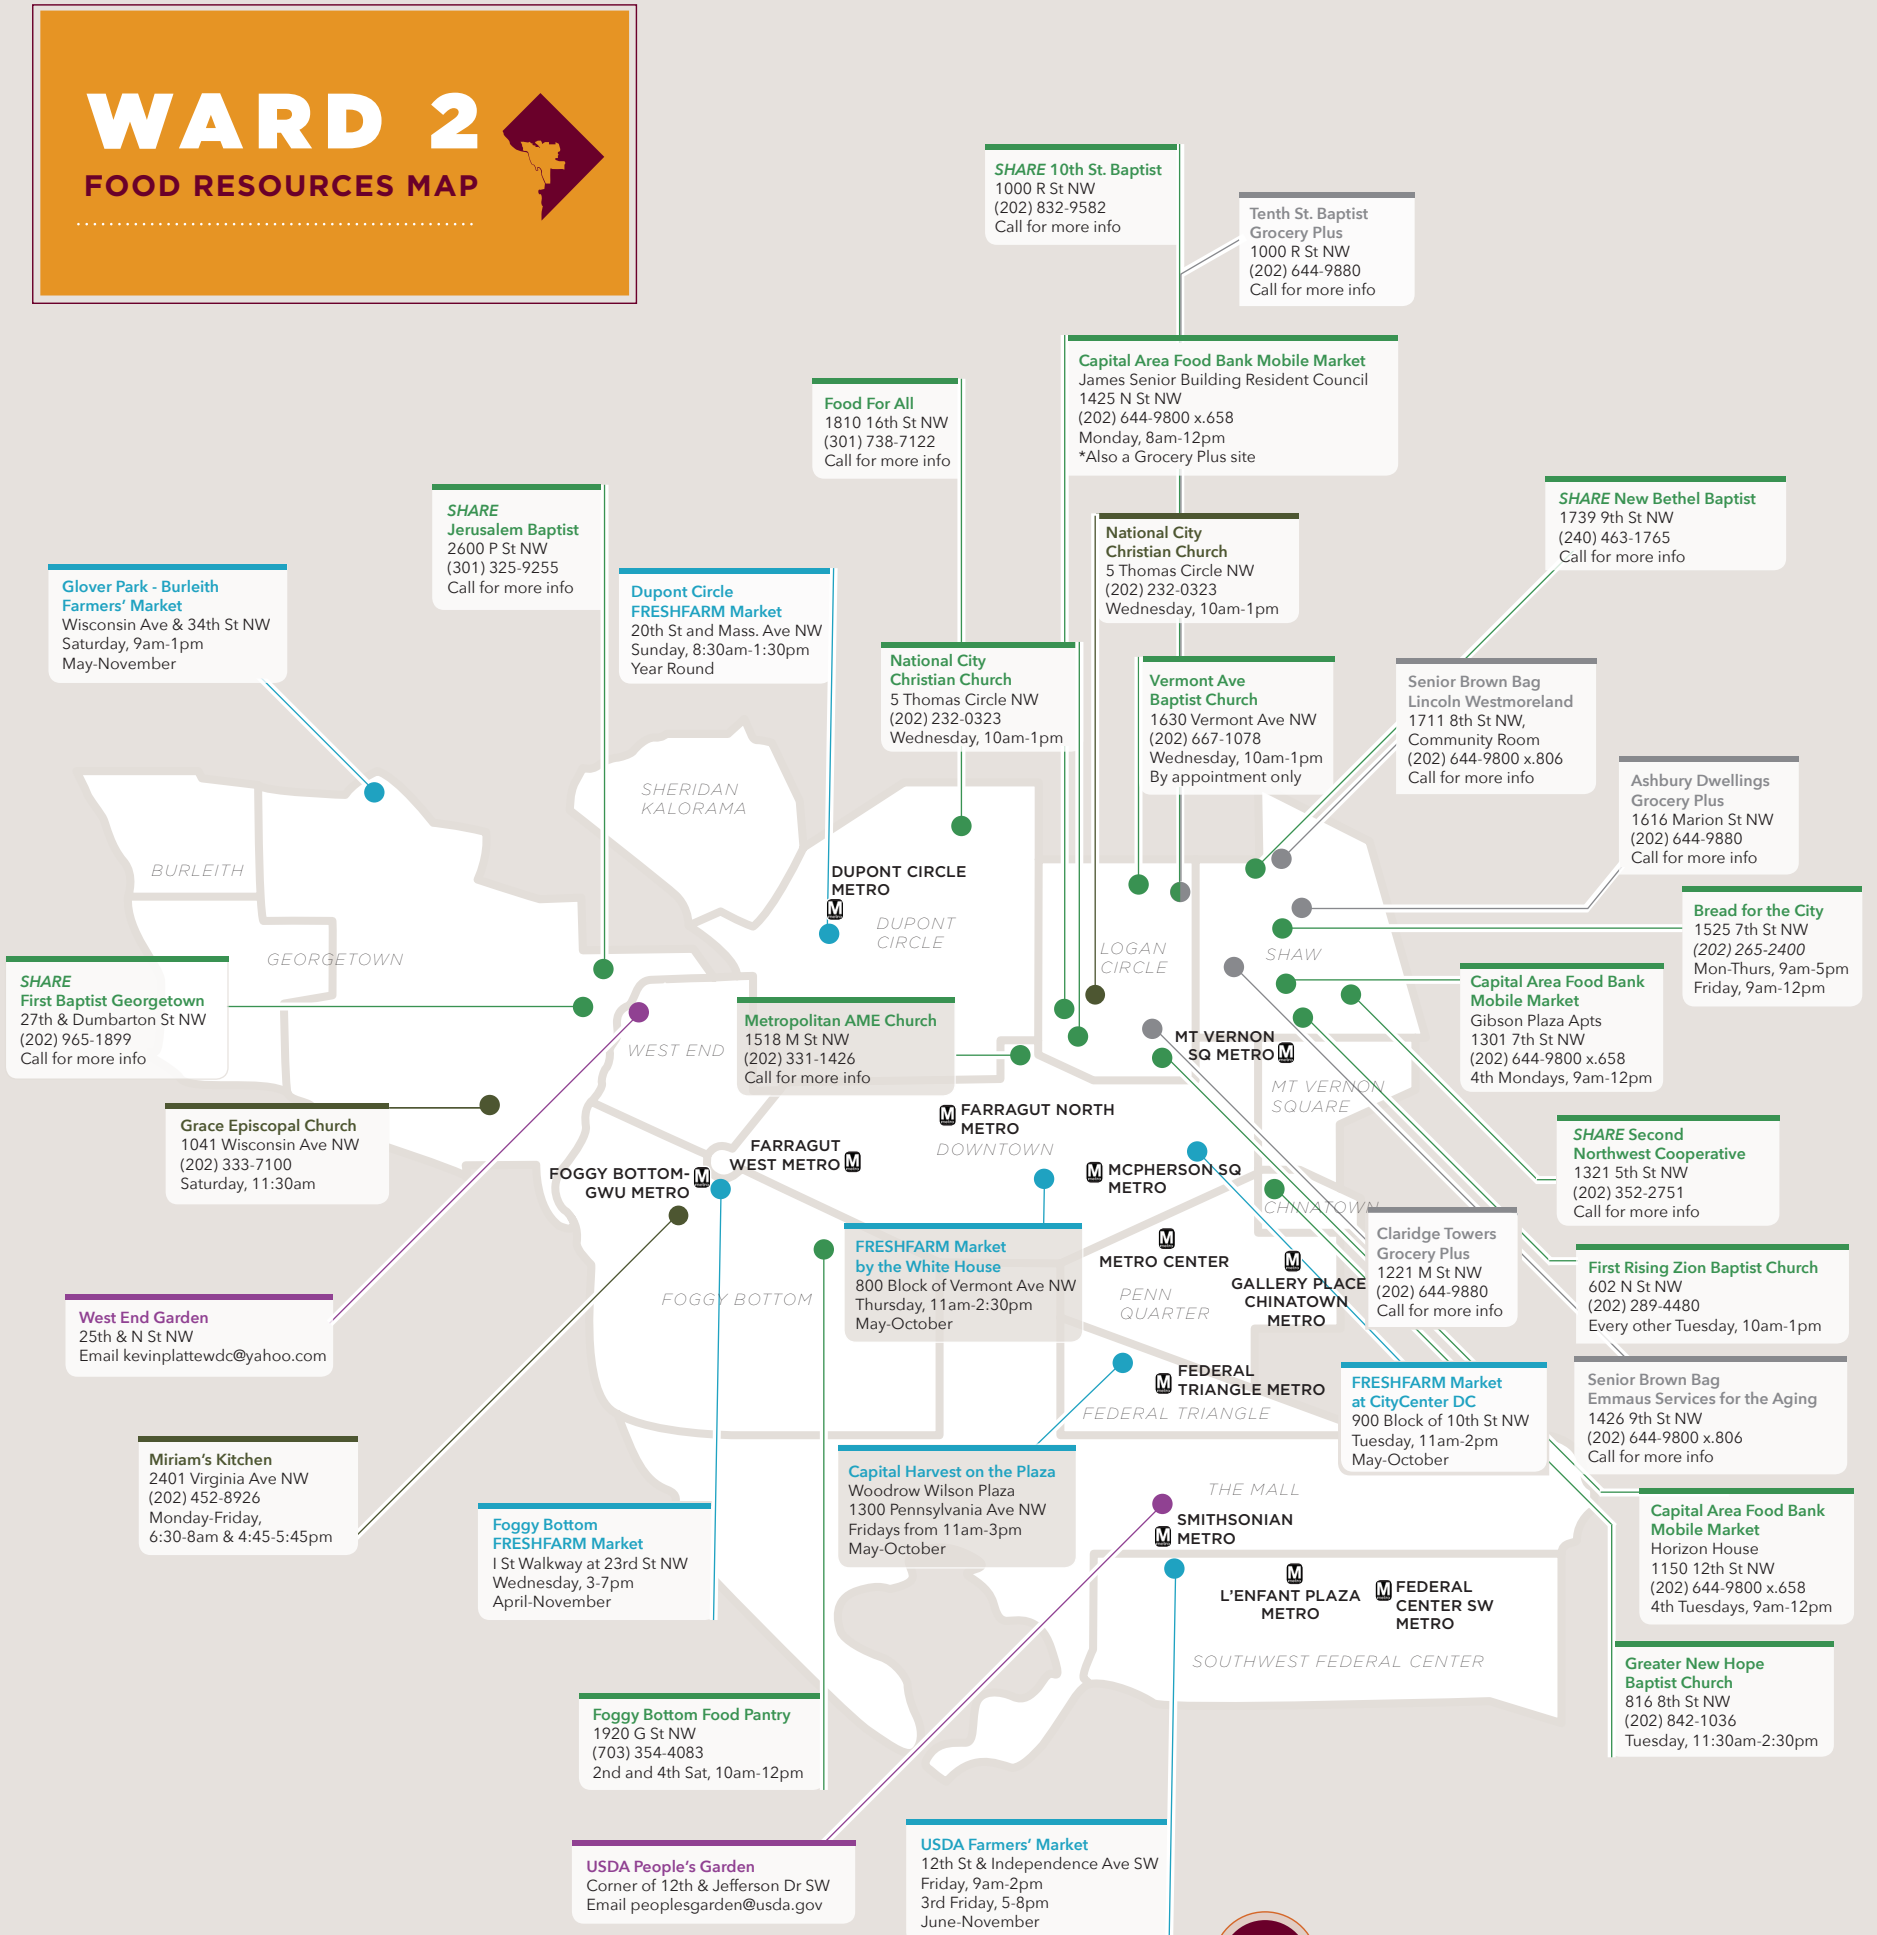 WARD 2
FOOD RESOURCES MAP
SHARE 10th St. Baptist
1000 R St NW
(202) 832-9582
Call for more info
Tenth St. Baptist
Grocery Plus
1000 R St NW
(202) 644-9880
Call for more info
Capital Area Food Bank Mobile Market
James Senior Building Resident Council
1425 N St NW
(202) 644-9800 x.658
Monday, 8am-12pm
*Also a Grocery Plus site
Food For All
1810 16th St NW
(301) 738-7122
Call for more info
SHARE
Jerusalem Baptist
2600 P St NW
(301) 325-9255
Call for more info
SHARE New Bethel Baptist
1739 9th St NW
(240) 463-1765
Call for more info
National City
Christian Church
5 Thomas Circle NW
(202) 232-0323
Wednesday, 10am-1pm
Glover Park - Burleith
Farmers' Market
Wisconsin Ave & 34th St NW
Saturday, 9am-1pm
May-November
Dupont Circle
FRESHFARM Market
20th St and Mass. Ave NW
Sunday, 8:30am-1:30pm
Year Round
National City
Christian Church
5 Thomas Circle NW
(202) 232-0323
Wednesday, 10am-1pm
Vermont Ave
Baptist Church
1630 Vermont Ave NW
(202) 667-1078
Wednesday, 10am-1pm
By appointment only
Senior Brown Bag
Lincoln Westmoreland
1711 8th St NW,
Community Room
(202) 644-9800 x.806
Call for more info
Ashbury Dwellings
Grocery Plus
1616 Marion St NW
(202) 644-9880
Call for more info
SHERIDAN
KALORAMA
BURLEITH
DUPONT CIRCLE
METRO
M
DUPONT
CIRCLE
GEORGETOWN
LOGAN
CIRCLE
SHAW
Bread for the City
1525 7th St NW
(202) 265-2400
Mon-Thurs, 9am-5pm
Friday, 9am-12pm
SHARE
First Baptist Georgetown
27th & Dumbarton St NW
(202) 965-1899
Call for more info
Capital Area Food Bank
Mobile Market
Gibson Plaza Apts
1301 7th St NW
(202) 644-9800 x.658
4th Mondays, 9am-12pm
WEST END
Metropolitan AME Church
1518 M St NW
(202) 331-1426
Call for more info
MT VERNON
SQ METRO M
MT VERNON
SQUARE
Grace Episcopal Church
1041 Wisconsin Ave NW
(202) 333-7100
Saturday, 11:30am
M FARRAGUT NORTH
METRO
DOWNTOWN
FARRAGUT
WEST METRO M
FOGGY BOTTOM-
GWU METRO M
M MCPHERSON SQ
METRO
SHARE Second
Northwest Cooperative
1321 5th St NW
(202) 352-2751
Call for more info
CHINATOWN
Claridge Towers
Grocery Plus
1221 M St NW
(202) 644-9880
Call for more info
FRESHFARM Market
by the White House
800 Block of Vermont Ave NW
Thursday, 11am-2:30pm
May-October
M
METRO CENTER
M
GALLERY PLACE
CHINATOWN
METRO
PENN
QUARTER
FOGGY BOTTOM
First Rising Zion Baptist Church
602 N St NW
(202) 289-4480
Every other Tuesday, 10am-1pm
West End Garden
25th & N St NW
Email kevinplattewdc@yahoo.com
M FEDERAL
TRIANGLE METRO
FEDERAL TRIANGLE
FRESHFARM Market
at CityCenter DC
900 Block of 10th St NW
Tuesday, 11am-2pm
May-October
Senior Brown Bag
Emmaus Services for the Aging
1426 9th St NW
(202) 644-9800 x.806
Call for more info
Miriam's Kitchen
2401 Virginia Ave NW
(202) 452-8926
Monday-Friday,
6:30-8am & 4:45-5:45pm
Capital Harvest on the Plaza
Woodrow Wilson Plaza
1300 Pennsylvania Ave NW
Fridays from 11am-3pm
May-October
THE MALL
M SMITHSONIAN
METRO
Foggy Bottom
FRESHFARM Market
I St Walkway at 23rd St NW
Wednesday, 3-7pm
April-November
M
L'ENFANT PLAZA
METRO
M FEDERAL
CENTER SW
METRO
Capital Area Food Bank
Mobile Market
Horizon House
1150 12th St NW
(202) 644-9800 x.658
4th Tuesdays, 9am-12pm
SOUTHWEST FEDERAL CENTER
Greater New Hope
Baptist Church
816 8th St NW
(202) 842-1036
Tuesday, 11:30am-2:30pm
Foggy Bottom Food Pantry
1920 G St NW
(703) 354-4083
2nd and 4th Sat, 10am-12pm
USDA People's Garden
Corner of 12th & Jefferson Dr SW
Email peoplesgarden@usda.gov
USDA Farmers' Market
12th St & Independence Ave SW
Friday, 9am-2pm
3rd Friday, 5-8pm
June-November